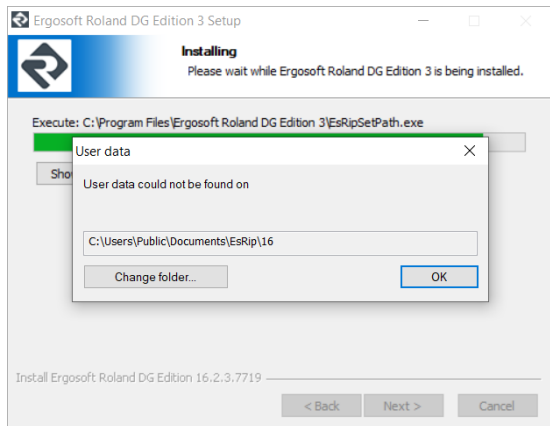 Ergosoft Roland DG Edition 3 Setup
Installing
Please wait while Ergosoft Roland DG Edition 3 is being installed.
Execute: C:\Program Files\Ergosoft Roland DG Edition 3\EsRipSetPath.exe
User data
Sho
User data could not be found on
C:\Users\Public\Documents\EsRip\16
Change folder...
OK
Install Ergosoft Roland DG Edition 16.2.3.7719
< Back
Next >
Cancel